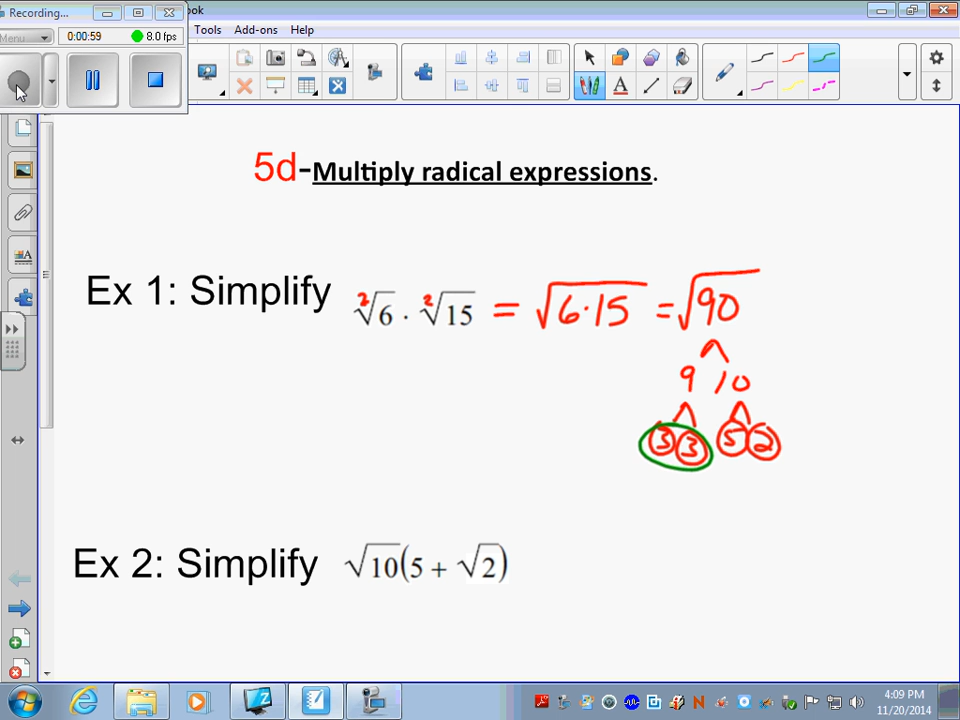 Recording...
ook
Menu 0:00:59 8.0 fps
Tools Add-ons Help
5d-Multiply radical expressions.
Ex 1: Simplify ²√6 · ²√15 = √6·15 = √90
9 10
3 3 5 2
Ex 2: Simplify √10(5 + √2)
4:09 PM
11/20/2014